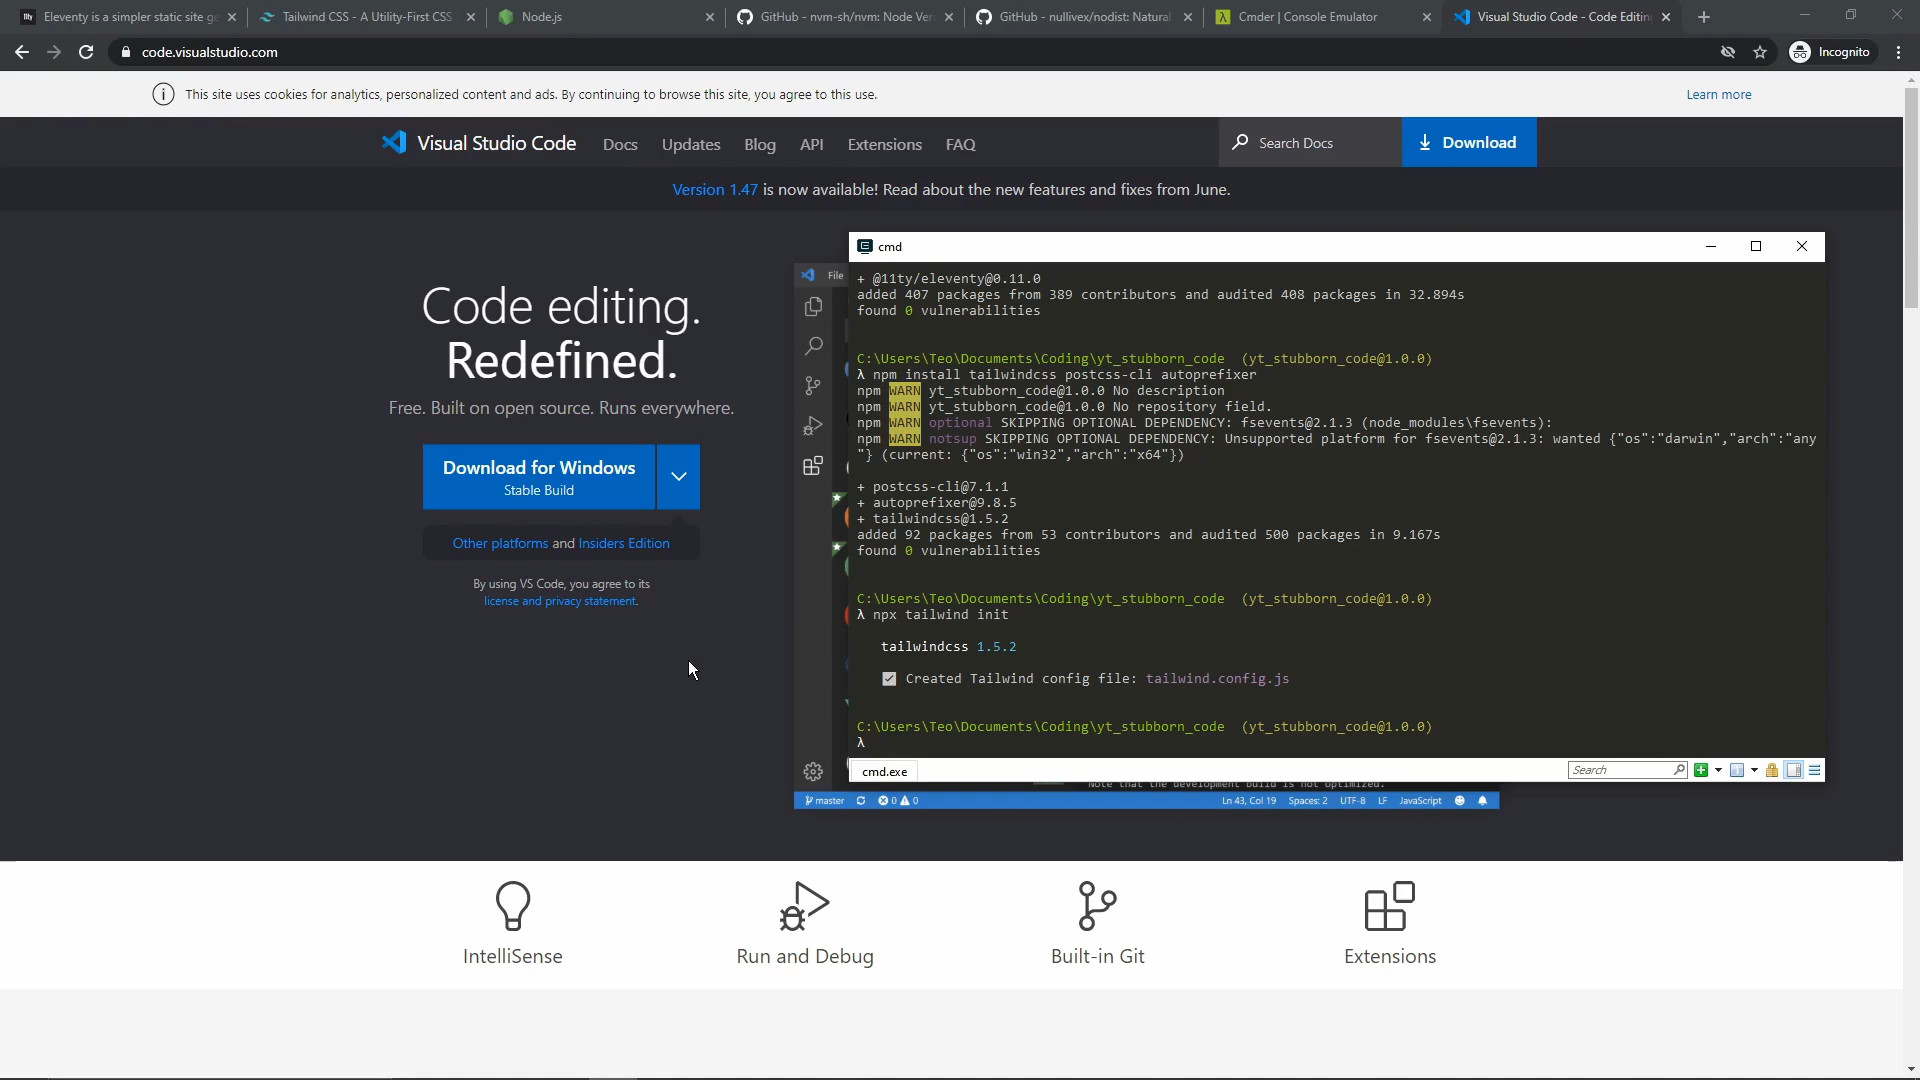 Eleventy is a simpler static site ge
Tailwind CSS - A Utility-First CSS
Node.js
GitHub - nvm-sh/nvm: Node Ver
GitHub - nullivex/nodist: Natural
Cmder | Console Emulator
Visual Studio Code - Code Editin
code.visualstudio.com
Incognito
This site uses cookies for analytics, personalized content and ads. By continuing to browse this site, you agree to this use.
Learn more
Visual Studio Code
Docs
Updates
Blog
API
Extensions
FAQ
Search Docs
Download
Version 1.47 is now available! Read about the new features and fixes from June.
Code editing.
Redefined.
Free. Built on open source. Runs everywhere.
Download for Windows
Stable Build
Other platforms and Insiders Edition
By using VS Code, you agree to its
license and privacy statement.
File
cmd
+ @11ty/eleventy@0.11.0
added 407 packages from 389 contributors and audited 408 packages in 32.894s
found 0 vulnerabilities
C:\Users\Teo\Documents\Coding\yt_stubborn_code (yt_stubborn_code@1.0.0)
λ npm install tailwindcss postcss-cli autoprefixer
npm WARN yt_stubborn_code@1.0.0 No description
npm WARN yt_stubborn_code@1.0.0 No repository field.
npm WARN optional SKIPPING OPTIONAL DEPENDENCY: fsevents@2.1.3 (node_modules\fsevents):
npm WARN notsup SKIPPING OPTIONAL DEPENDENCY: Unsupported platform for fsevents@2.1.3: wanted {"os":"darwin","arch":"any
"} (current: {"os":"win32","arch":"x64"})
+ postcss-cli@7.1.1
+ autoprefixer@9.8.5
+ tailwindcss@1.5.2
added 92 packages from 53 contributors and audited 500 packages in 9.167s
found 0 vulnerabilities
C:\Users\Teo\Documents\Coding\yt_stubborn_code (yt_stubborn_code@1.0.0)
λ npx tailwind init
tailwindcss 1.5.2
Created Tailwind config file: tailwind.config.js
C:\Users\Teo\Documents\Coding\yt_stubborn_code (yt_stubborn_code@1.0.0)
λ
cmd.exe
Search
Note that the development build is not optimized.
master
0
0
Ln 43, Col 19
Spaces: 2
UTF-8
LF
JavaScript
IntelliSense
Run and Debug
Built-in Git
Extensions